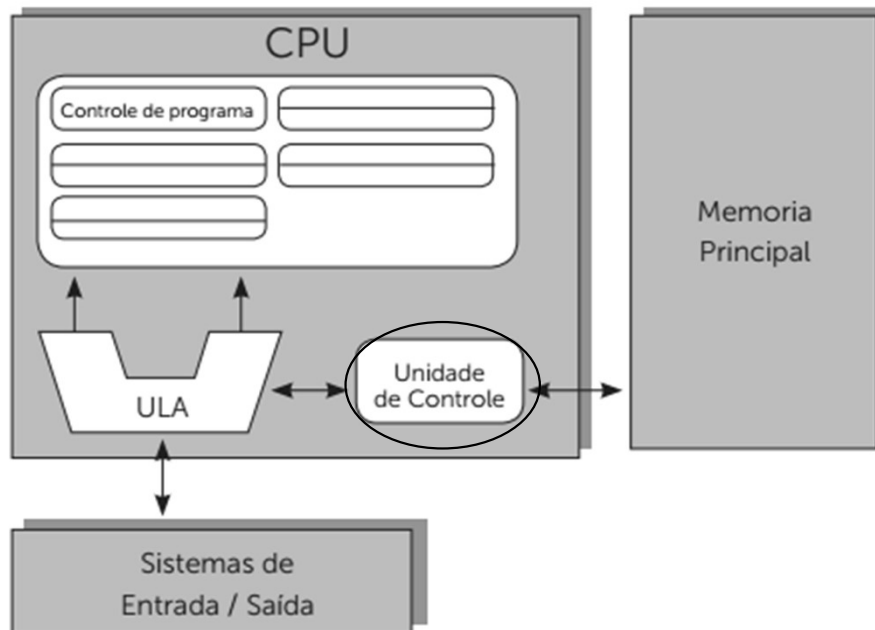 CPU
Controle de programa
ULA
Unidade
de Controle
Memoria
Principal
Sistemas de
Entrada / Saída